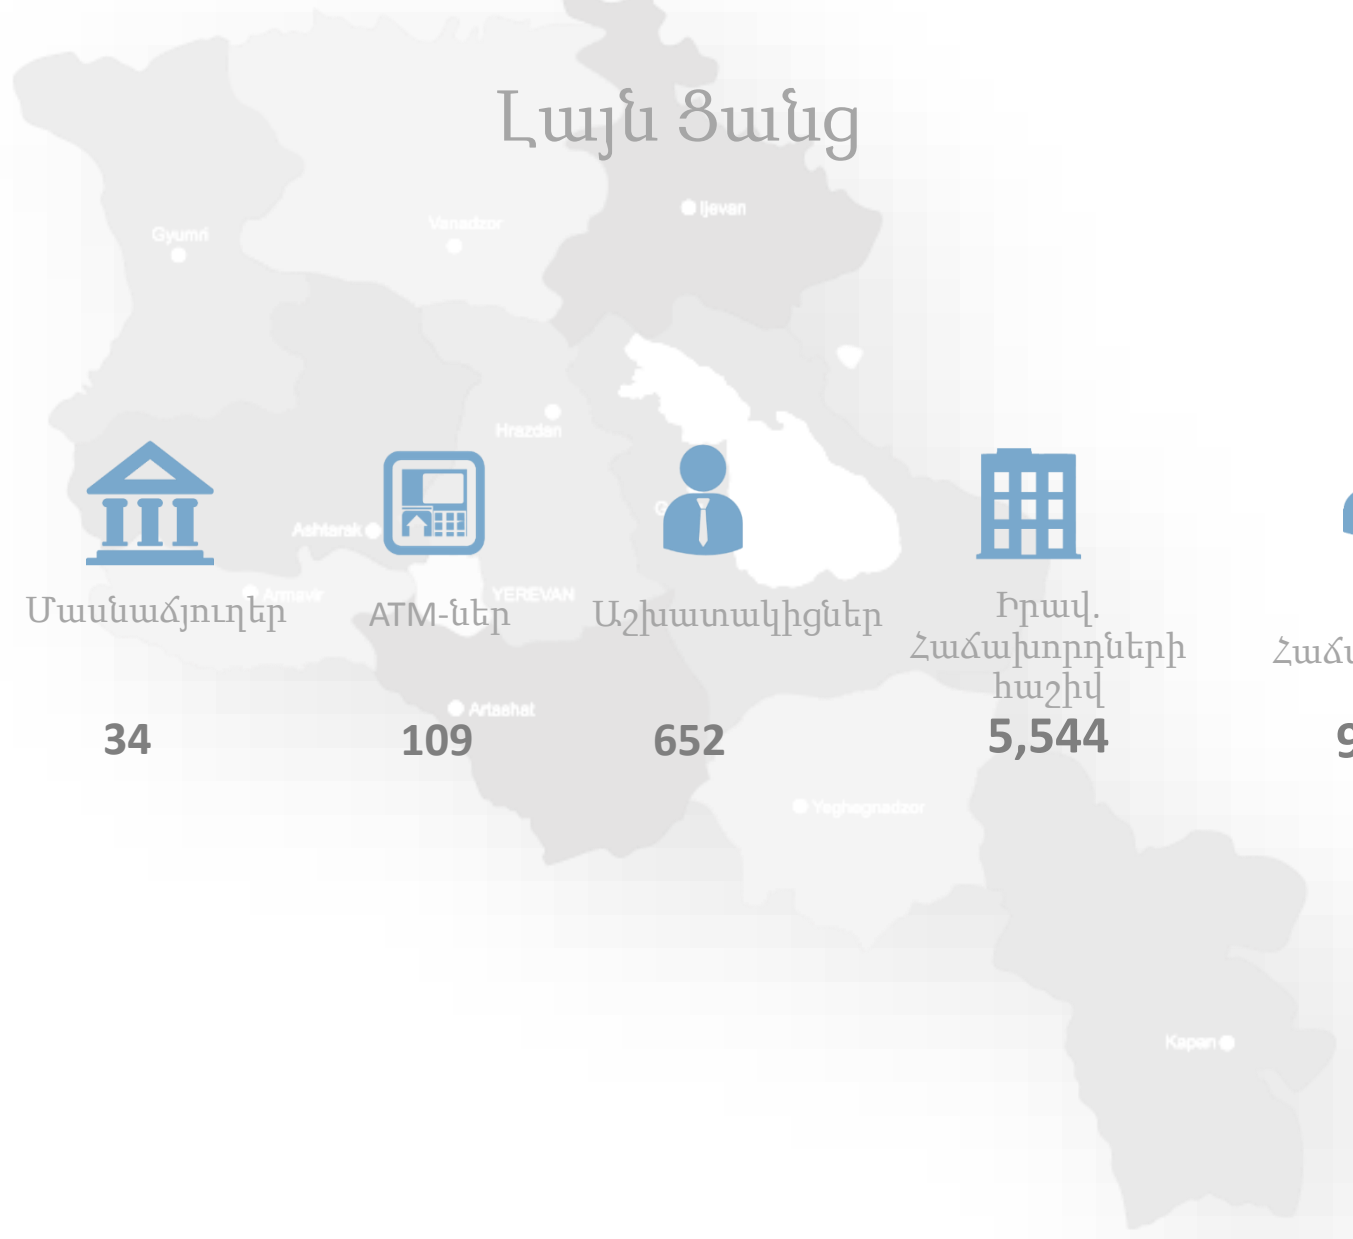 Լայն Ցանց
Ijevan
Vanadzor
Gyumri
Hrazdan
Ashtarak
Armavir
YEREVAN
Մասնաճյուղեր
ATM-ներ
Աշխատակիցներ
Իրավ.
Հաճախորդների
հաշիվ
Artashat
34
109
652
5,544
Yeghegnadzor
Kapan